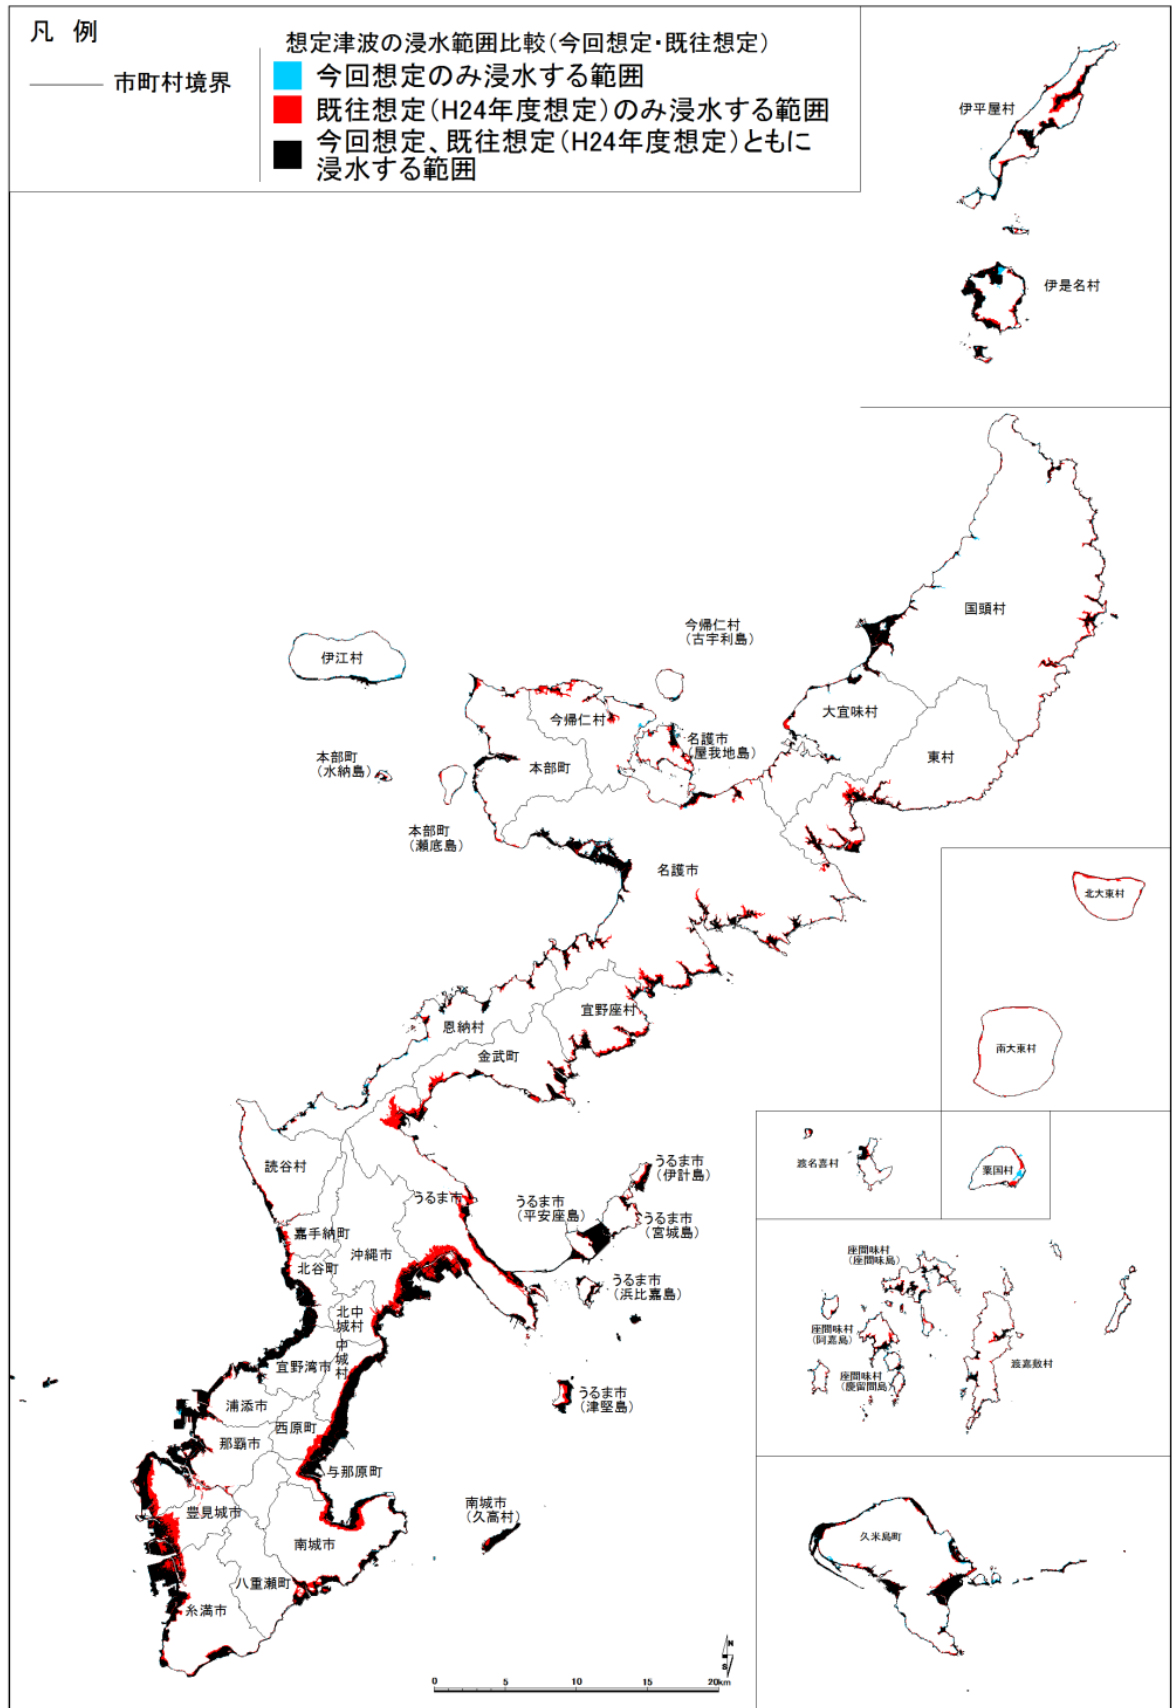 凡 例
市町村境界
想定津波の浸水範囲比較(今回想定・既往想定)
今回想定のみ浸水する範囲
既往想定(H24年度想定)のみ浸水する範囲
今回想定、既往想定(H24年度想定)ともに
浸水する範囲
伊平屋村
伊是名村
国頭村
今帰仁村
(古宇利島)
伊江村
大宜味村
今帰仁村
名護市
(屋我地島)
東村
本部町
(水納島)
本部町
本部町
(瀬底島)
名護市
北大東村
宜野座村
恩納村
金武町
南大東村
読谷村
うるま市
(伊計島)
渡名喜村
粟国村
うるま市
うるま市
(平安座島)
うるま市
(宮城島)
嘉手納町
沖縄市
北谷町
うるま市
(浜比嘉島)
座間味村
(座間味島)
北中
城村
座間味村
(阿嘉島)
中
城
村
宜野湾市
渡嘉敷村
座間味村
(慶留間島)
浦添市
うるま市
(津堅島)
西原町
那覇市
与那原町
豊見城市
南城市
(久高村)
南城市
久米島町
八重瀬町
糸満市
N
S
0 5 10 15 20km